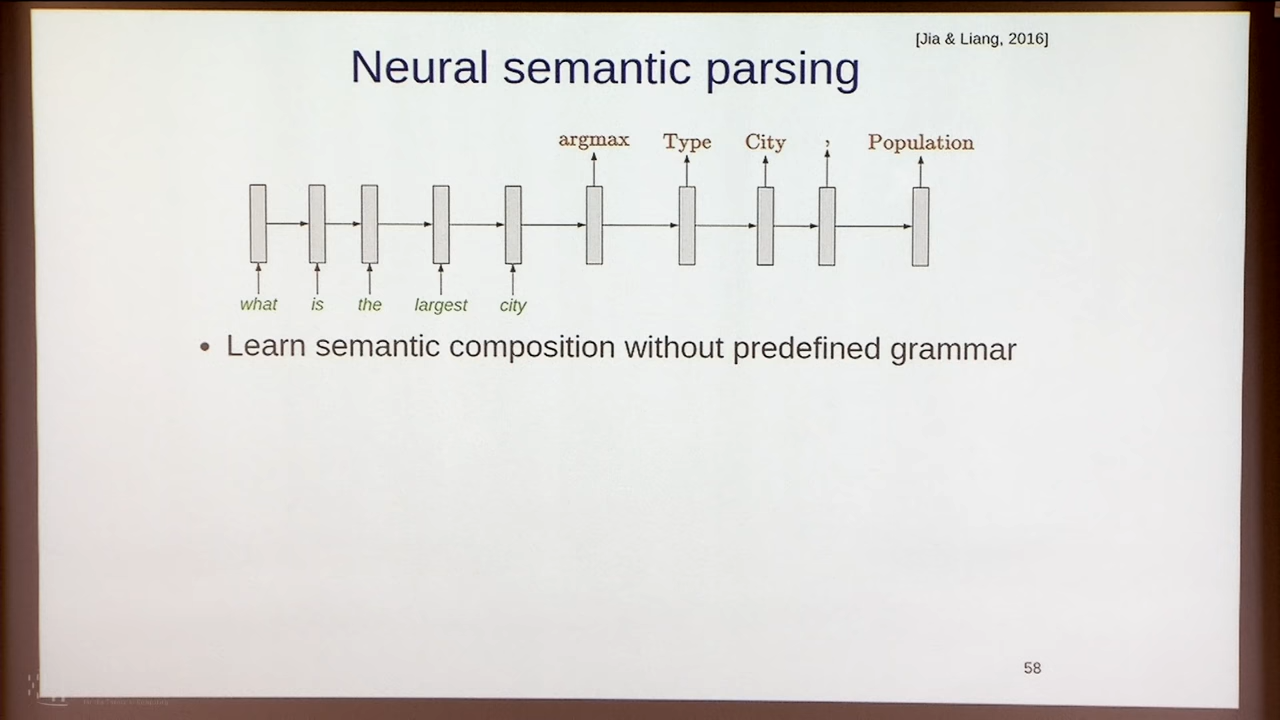 [Jia & Liang, 2016]
Neural semantic parsing
argmax Type City , Population
what is the largest city
• Learn semantic composition without predefined grammar
58